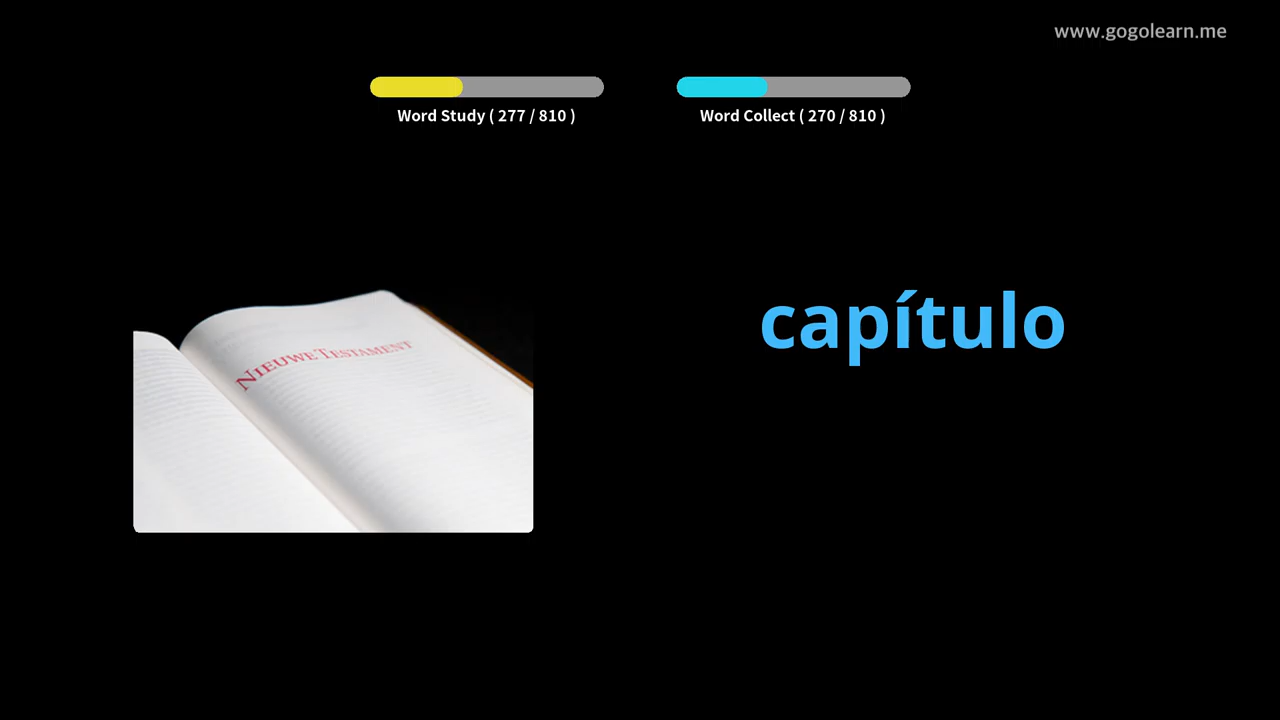 www.gogolearn.me
Word Study ( 277 / 810 )
Word Collect ( 270 / 810 )
NIEUWE TESTAMENT
capítulo